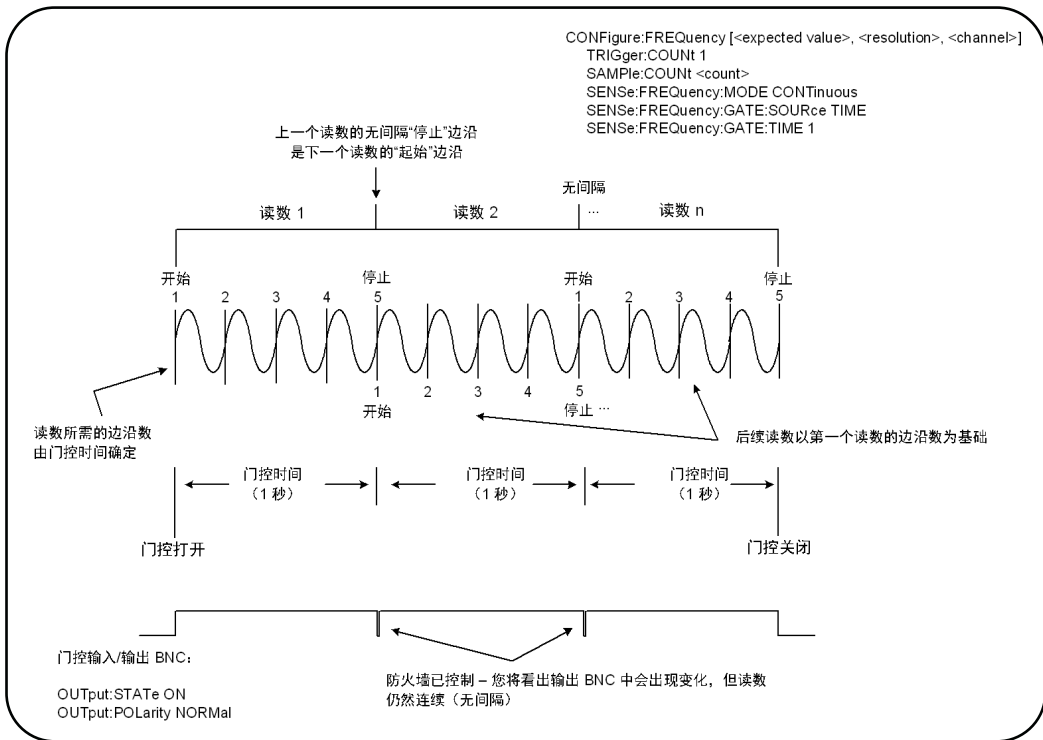 CONFigure:FREQuency [<expected value>, <resolution>, <channel>]
TRIGger:COUNt 1
SAMPle:COUNt <count>
SENSe:FREQuency:MODE CONTinuous
SENSe:FREQuency:GATE:SOURce TIME
SENSe:FREQuency:GATE:TIME 1
上一个读数的无间隔“停止”边沿
是下一个读数的“起始”边沿
无间隔
读数 1
读数 2
...
读数 n
开始
停止
开始
停止
1 2 3 4 5 1 2 3 4 5
1 2 3 4 5
开始
停止 ...
读数所需的边沿数
由门控时间确定
后续读数以第一个读数的边沿数为基础
门控时间
（1 秒）
门控时间
（1 秒）
门控时间
（1 秒）
门控打开
门控关闭
门控输入/输出 BNC：
OUTput:STATe ON
OUTput:POLarity NORMal
防火墙已控制 – 您将看出输出 BNC 中会出现变化，但读数
仍然连续（无间隔）